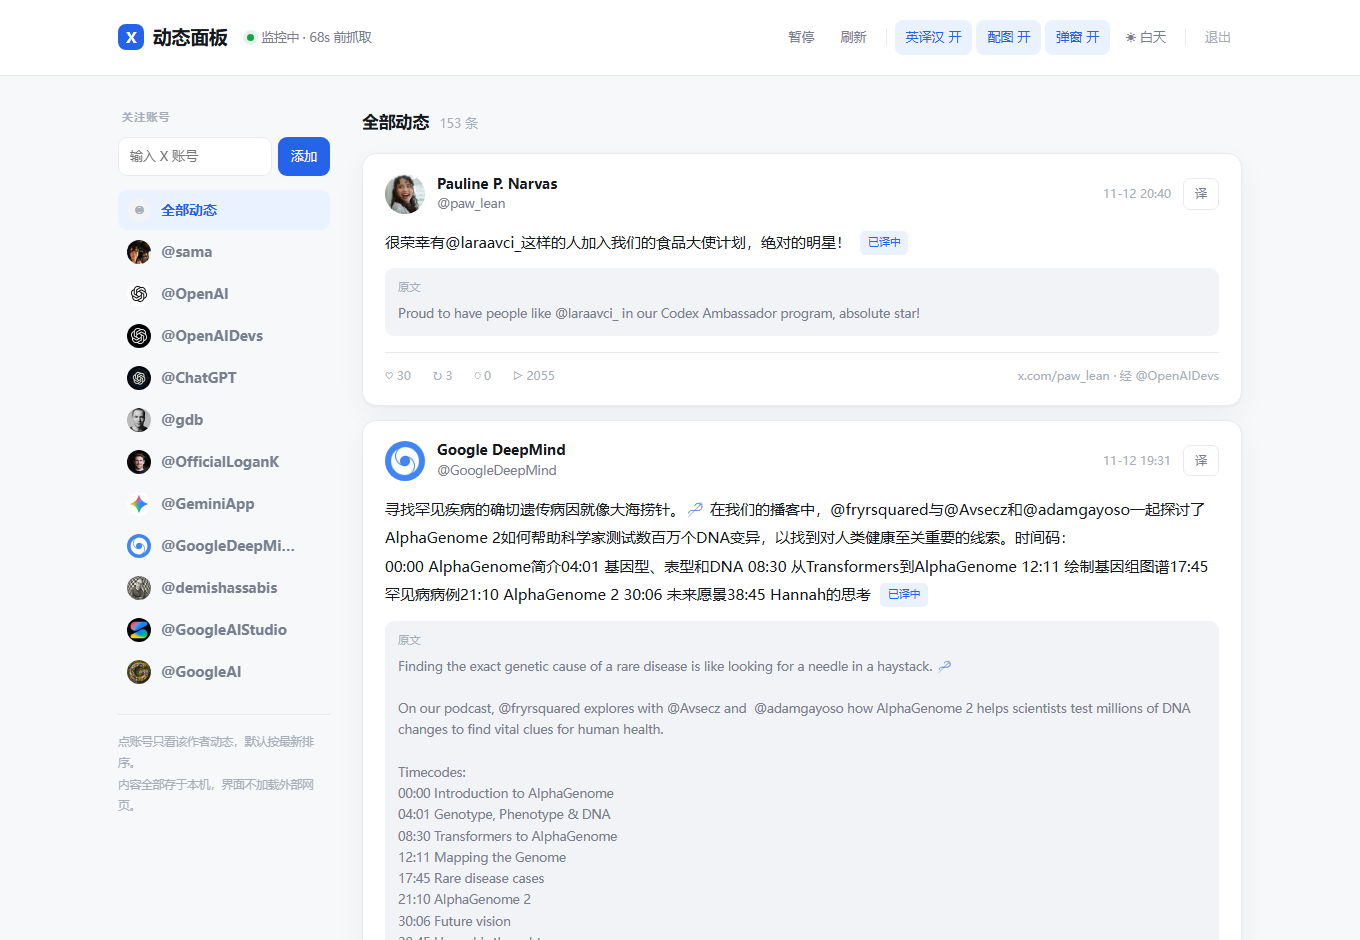 X 动态面板 监控中 · 68s 前抓取 暂停 刷新 英译汉 开 配图 开 弹窗 开 ☀ 白天 退出
关注账号
输入 X 账号 添加
全部动态
@sama
@OpenAI
@OpenAIDevs
@ChatGPT
@gdb
@OfficialLoganK
@GeminiApp
@GoogleDeepMi...
@demishassabis
@GoogleAIStudio
@GoogleAI
点账号只看该作者动态，默认按最新排
序。
内容全部存于本机，界面不加载外部网
页。
全部动态 153 条
Pauline P. Narvas
@paw_lean
11-12 20:40 译
很荣幸有@laraavci_这样的人加入我们的食品大使计划，绝对的明星！ 已译中
原文
Proud to have people like @laraavci_ in our Codex Ambassador program, absolute star!
♡ 30 ↻ 3 ○ 0 ▷ 2055 x.com/paw_lean · 经 @OpenAIDevs
Google DeepMind
@GoogleDeepMind
11-12 19:31 译
寻找罕见疾病的确切遗传病因就像大海捞针。🧬 在我们的播客中，@fryrsquared与@Avsecz和@adamgayoso一起探讨了
AlphaGenome 2如何帮助科学家测试数百万个DNA变异，以找到对人类健康至关重要的线索。时间码：
00:00 AlphaGenome简介04:01 基因型、表型和DNA 08:30 从Transformers到AlphaGenome 12:11 绘制基因组图谱17:45
罕见病病例21:10 AlphaGenome 2 30:06 未来愿景38:45 Hannah的思考 已译中
原文
Finding the exact genetic cause of a rare disease is like looking for a needle in a haystack. 🧬
On our podcast, @fryrsquared explores with @Avsecz and @adamgayoso how AlphaGenome 2 helps scientists test millions of DNA
changes to find vital clues for human health.
Timecodes:
00:00 Introduction to AlphaGenome
04:01 Genotype, Phenotype & DNA
08:30 Transformers to AlphaGenome
12:11 Mapping the Genome
17:45 Rare disease cases
21:10 AlphaGenome 2
30:06 Future vision